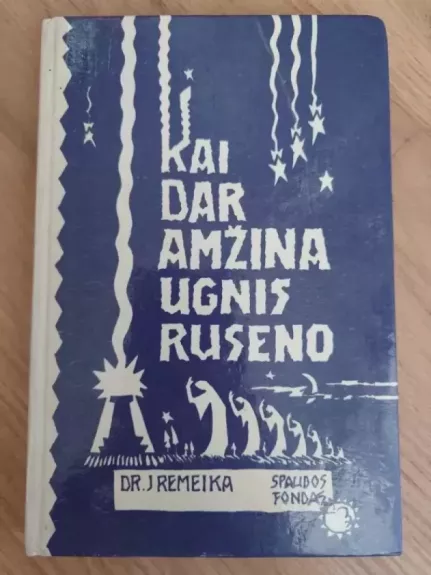 KAI
DAR
AMŽINA
UGNIS
RUSENO
DR. J REMEIKA
SPAUDOS
FONDAS